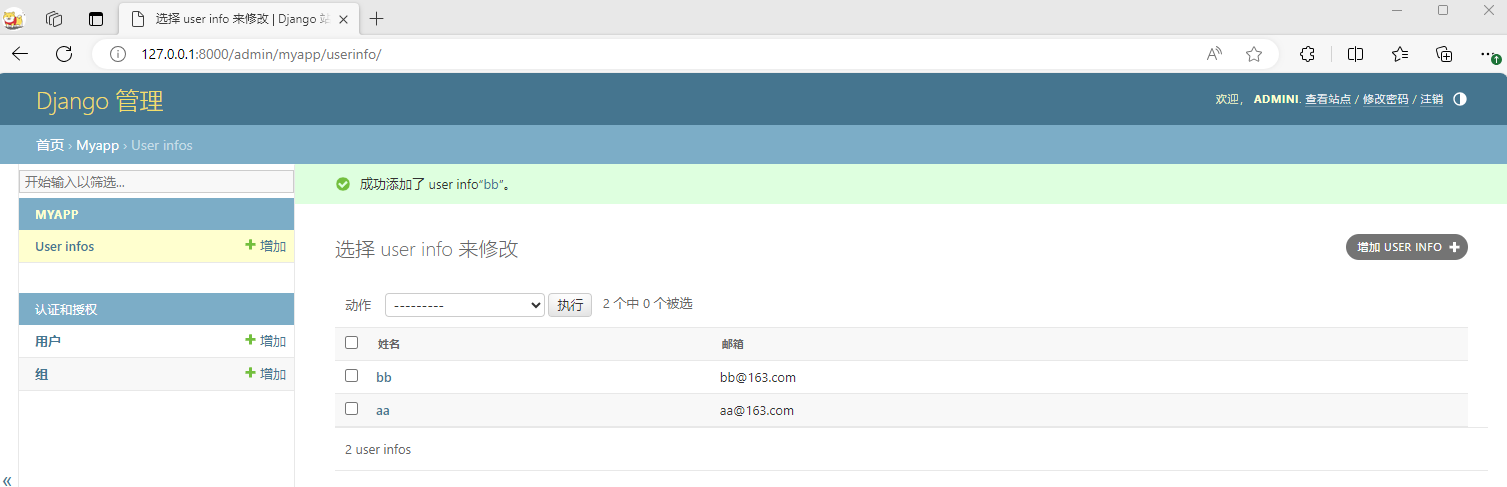 选择 user info 来修改 | Django 站
127.0.0.1:8000/admin/myapp/userinfo/
Django 管理
欢迎， ADMINI. 查看站点 / 修改密码 / 注销
首页 › Myapp › User infos
开始输入以筛选...
MYAPP
User infos 增加
认证和授权
用户 增加
组 增加
成功添加了 user info“bb”。
选择 user info 来修改
增加 USER INFO
动作 --------- 执行 2 个中 0 个被选
姓名 邮箱
bb bb@163.com
aa aa@163.com
2 user infos